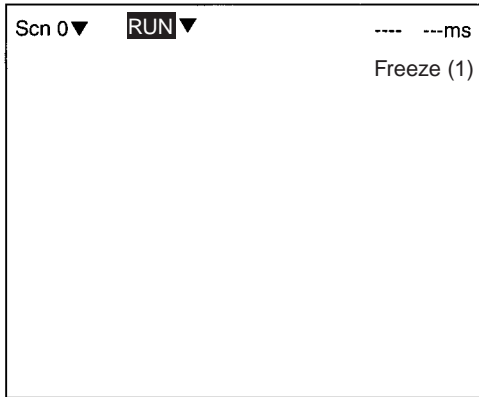 Scn 0▼ RUN ▼ ---- ---ms
Freeze (1)